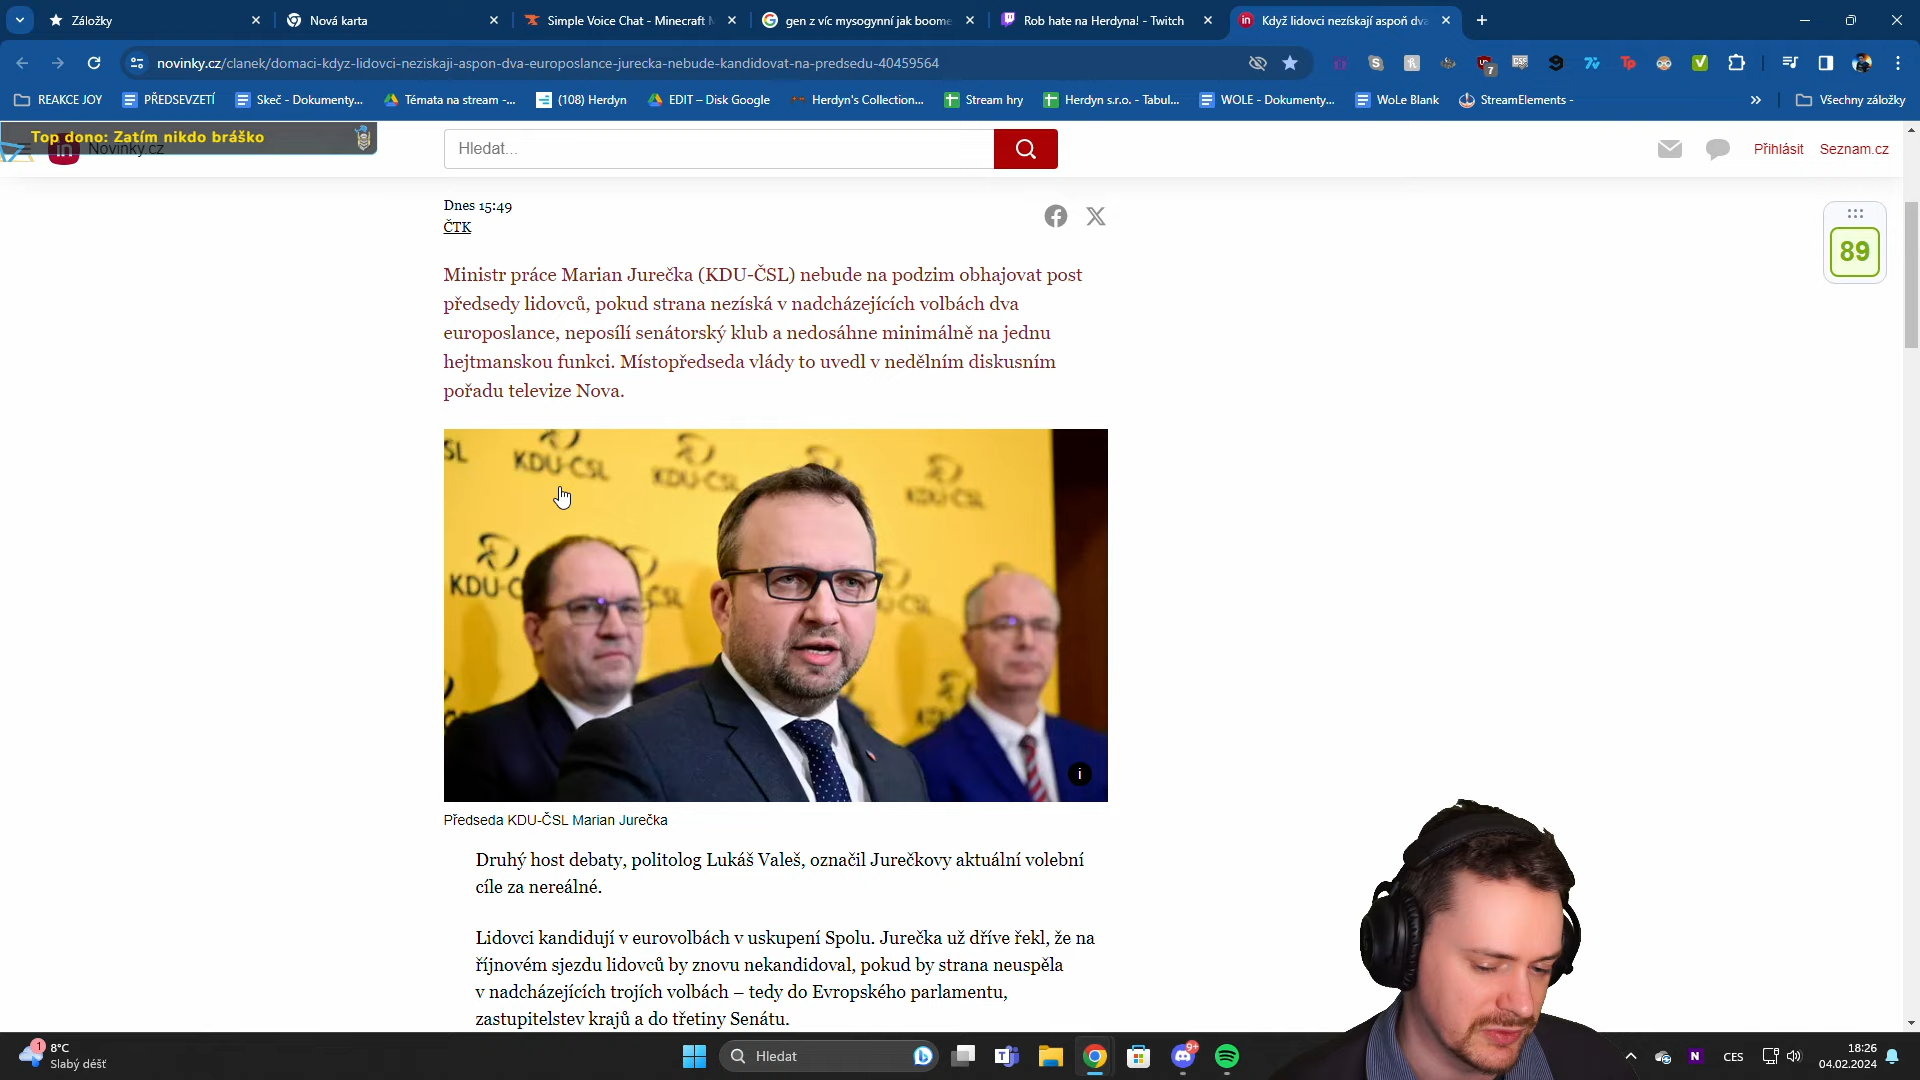 Záložky
Nová karta
Simple Voice Chat - Minecraft M
gen z víc mysogynní jak boome
Rob hate na Herdyna! - Twitch
Když lidovci nezískají aspoň dva
novinky.cz/clanek/domaci-kdyz-lidovci-neziskaji-aspon-dva-europoslance-jurecka-nebude-kandidovat-na-predsedu-40459564
REAKCE JOY
PŘEDSEVZETÍ
Skeč - Dokumenty...
Témata na stream -...
(108) Herdyn
EDIT – Disk Google
Herdyn's Collection...
Stream hry
Herdyn s.r.o. - Tabul...
WOLE - Dokumenty...
WoLe Blank
StreamElements -
Všechny záložky
Top dono: Zatím nikdo bráško
Novinky.cz
Hledat...
Přihlásit
Seznam.cz
Dnes 15:49
ČTK
89
Ministr práce Marian Jurečka (KDU-ČSL) nebude na podzim obhajovat post
předsedy lidovců, pokud strana nezíská v nadcházejících volbách dva
europoslance, neposílí senátorský klub a nedosáhne minimálně na jednu
hejtmanskou funkci. Místopředseda vlády to uvedl v nedělním diskusním
pořadu televize Nova.
KDU-ČSL
KDU-ČSL
KDU-ČSL
Předseda KDU-ČSL Marian Jurečka
Druhý host debaty, politolog Lukáš Valeš, označil Jurečkovy aktuální volební
cíle za nereálné.
Lidovci kandidují v eurovolbách v uskupení Spolu. Jurečka už dříve řekl, že na
říjnovém sjezdu lidovců by znovu nekandidoval, pokud by strana neuspěla
v nadcházejících trojích volbách – tedy do Evropského parlamentu,
zastupitelstev krajů a do třetiny Senátu.
8°C
Slabý déšť
Hledat
9+
CES
18:26
04.02.2024